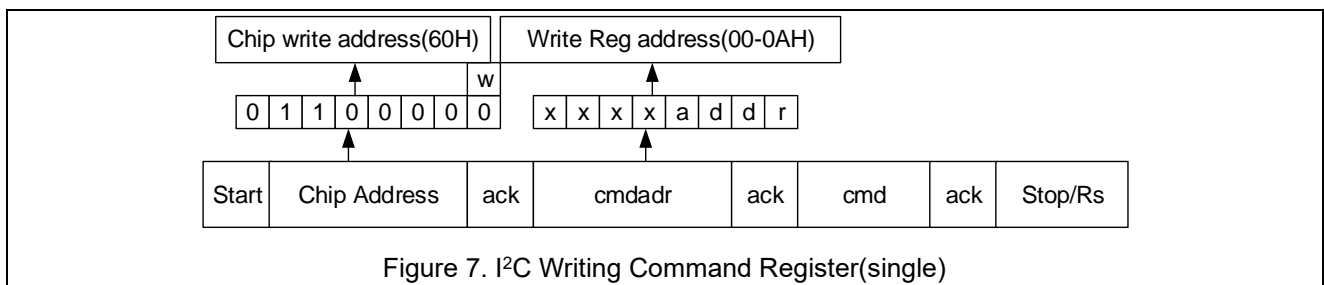 Chip write address(60H) Write Reg address(00-0AH)
w
0 1 1 0 0 0 0 0 x x x x a d d r
Start Chip Address ack cmdadr ack cmd ack Stop/Rs
Figure 7. I²C Writing Command Register(single)